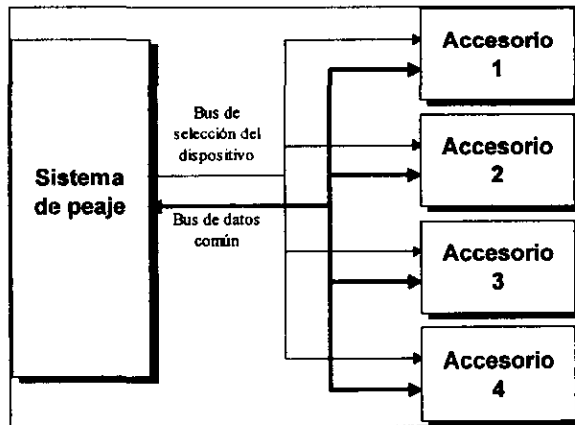 Sistema
de peaje
Bus de
selección del
dispositivo
Bus de datos
común
Accesorio
1
Accesorio
2
Accesorio
3
Accesorio
4